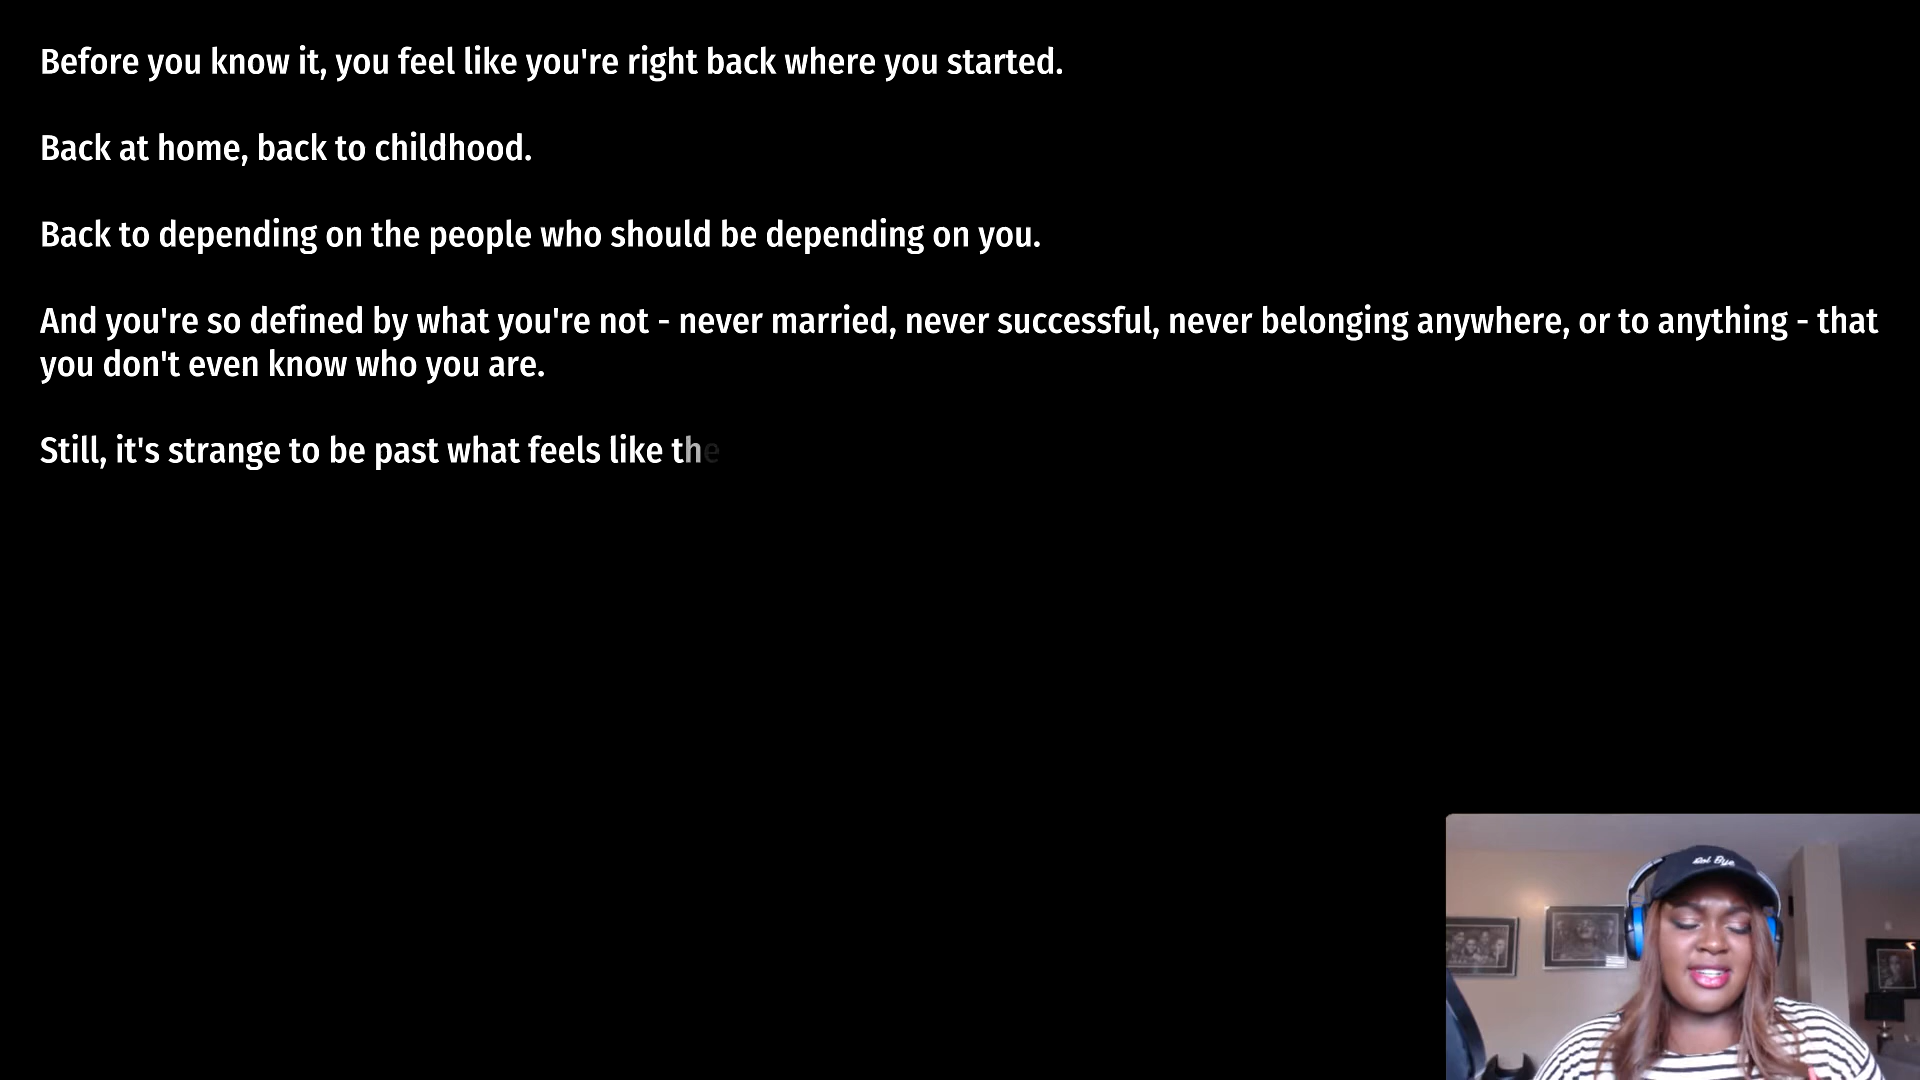 Before you know it, you feel like you're right back where you started.
Back at home, back to childhood.
Back to depending on the people who should be depending on you.
And you're so defined by what you're not - never married, never successful, never belonging anywhere, or to anything - that
you don't even know who you are.
Still, it's strange to be past what feels like the
Bye